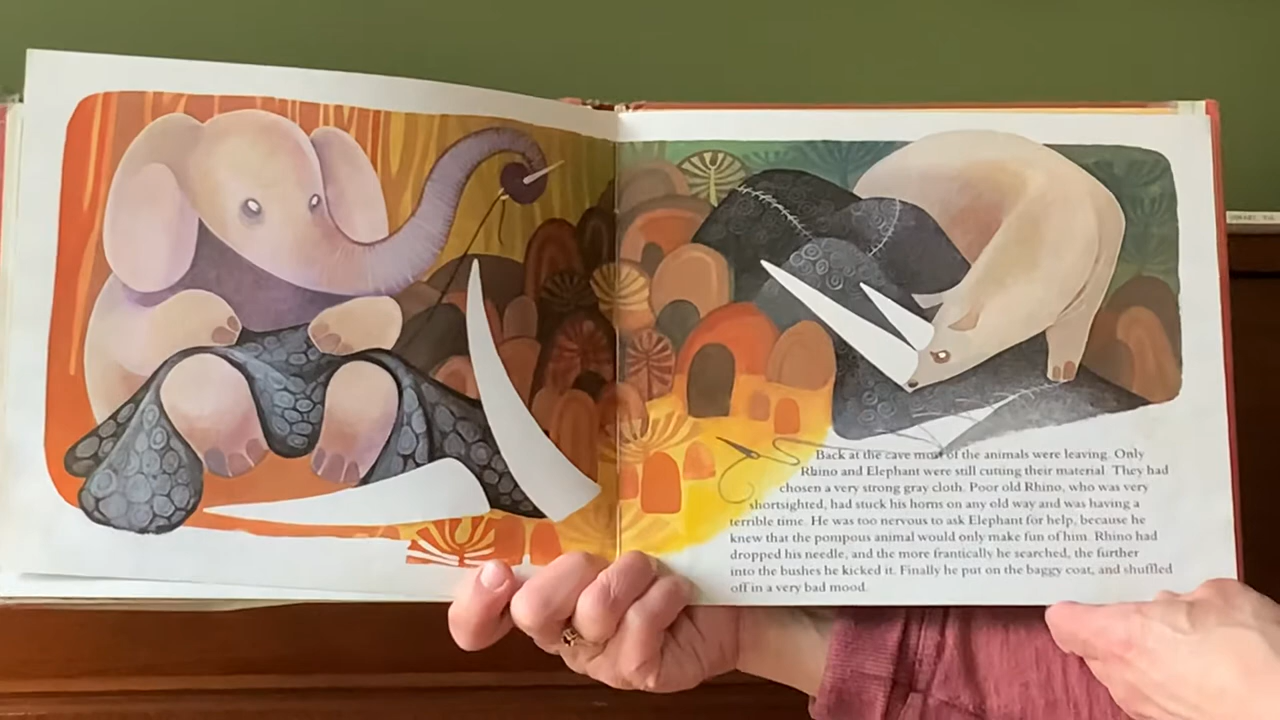 Back at the cave most of the animals were leaving. Only
Rhino and Elephant were still cutting their material. They had
chosen a very strong gray cloth. Poor old Rhino, who was very
shortsighted, had stuck his horns on any old way and was having a
terrible time. He was too nervous to ask Elephant for help, because he
knew that the pompous animal would only make fun of him. Rhino had
dropped his needle, and the more frantically he searched, the further
into the bushes he kicked it. Finally he put on the baggy coat, and shuffled
off in a very bad mood.